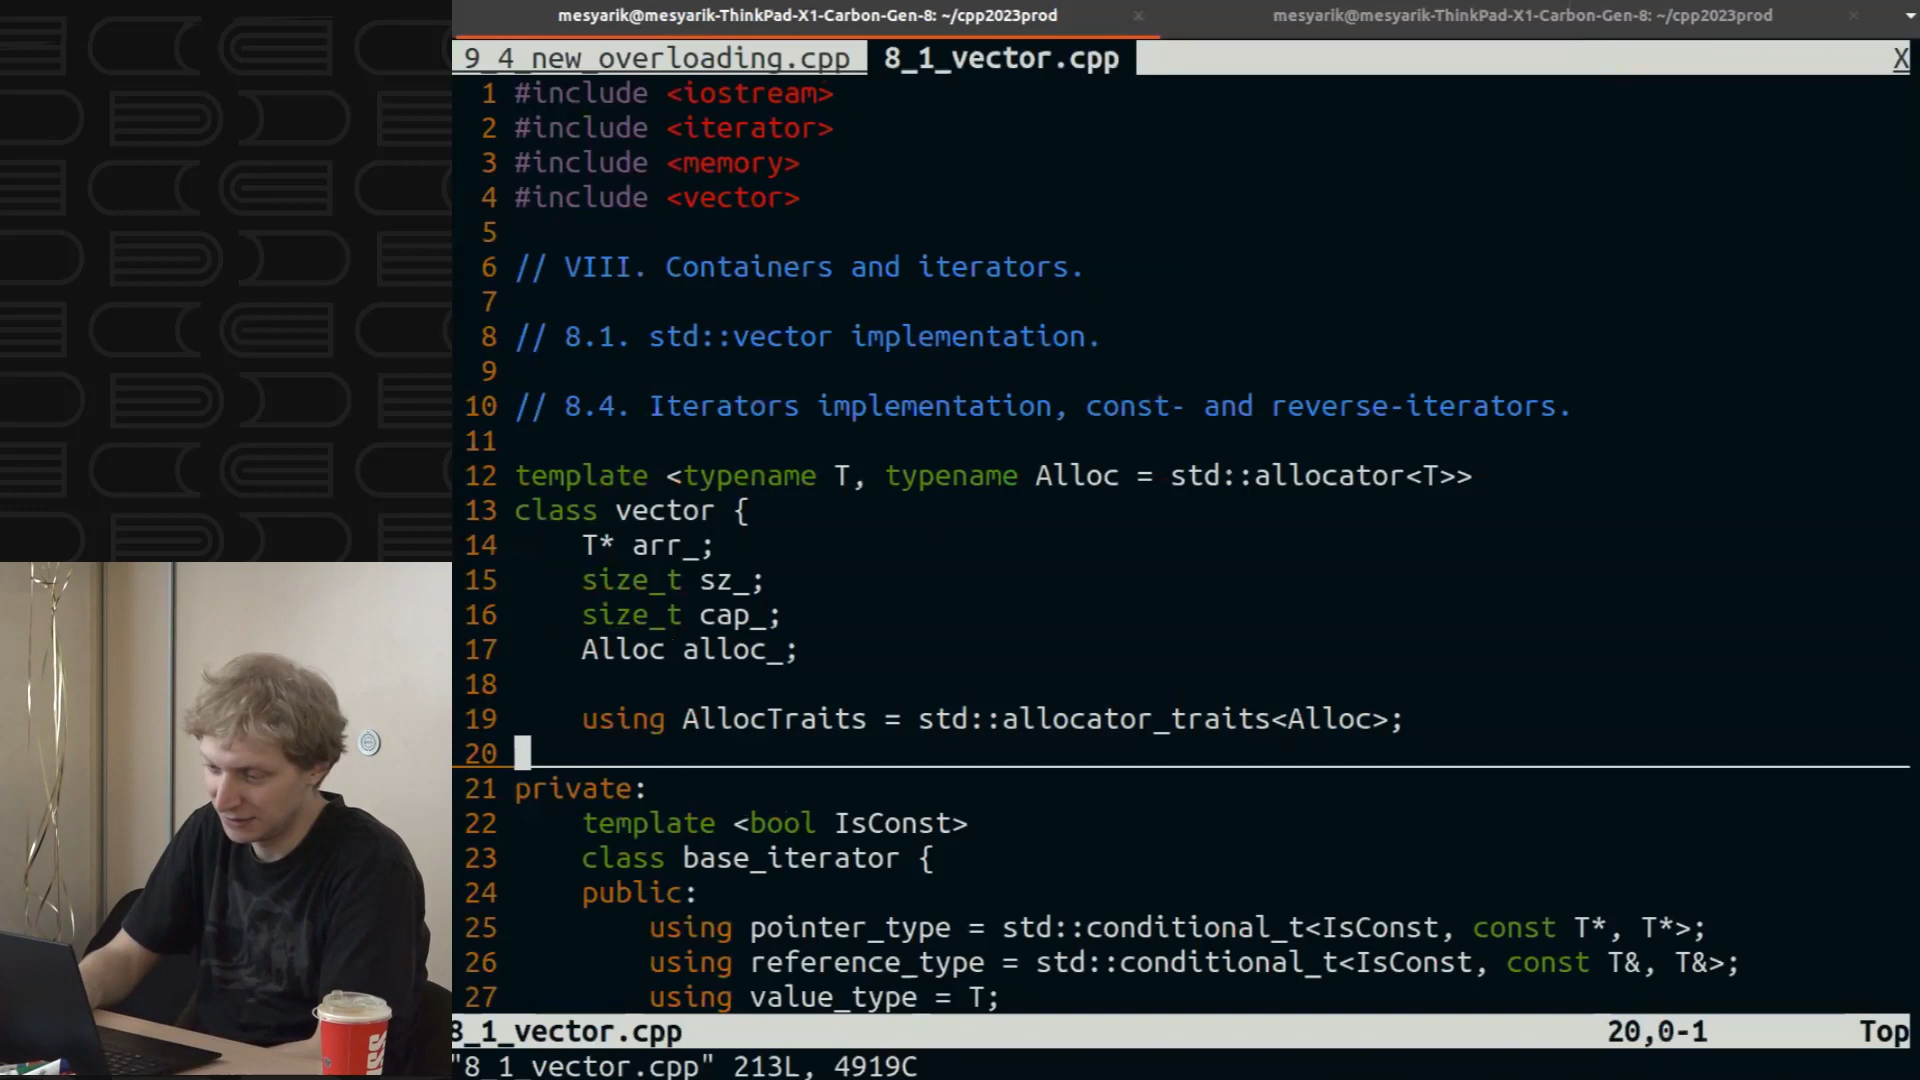 mesyarik@mesyarik-ThinkPad-X1-Carbon-Gen-8: ~/cpp2023prod × mesyarik@mesyarik-ThinkPad-X1-Carbon-Gen-8: ~/cpp2023prod ×
9_4_new_overloading.cpp 8_1_vector.cpp X
1 #include <iostream>
2 #include <iterator>
3 #include <memory>
4 #include <vector>
5
6 // VIII. Containers and iterators.
7
8 // 8.1. std::vector implementation.
9
10 // 8.4. Iterators implementation, const- and reverse-iterators.
11
12 template <typename T, typename Alloc = std::allocator<T>>
13 class vector {
14 T* arr_;
15 size_t sz_;
16 size_t cap_;
17 Alloc alloc_;
18
19 using AllocTraits = std::allocator_traits<Alloc>;
20
21 private:
22 template <bool IsConst>
23 class base_iterator {
24 public:
25 using pointer_type = std::conditional_t<IsConst, const T*, T*>;
26 using reference_type = std::conditional_t<IsConst, const T&, T&>;
27 using value_type = T;
8_1_vector.cpp 20,0-1 Top
"8_1_vector.cpp" 213L, 4919C